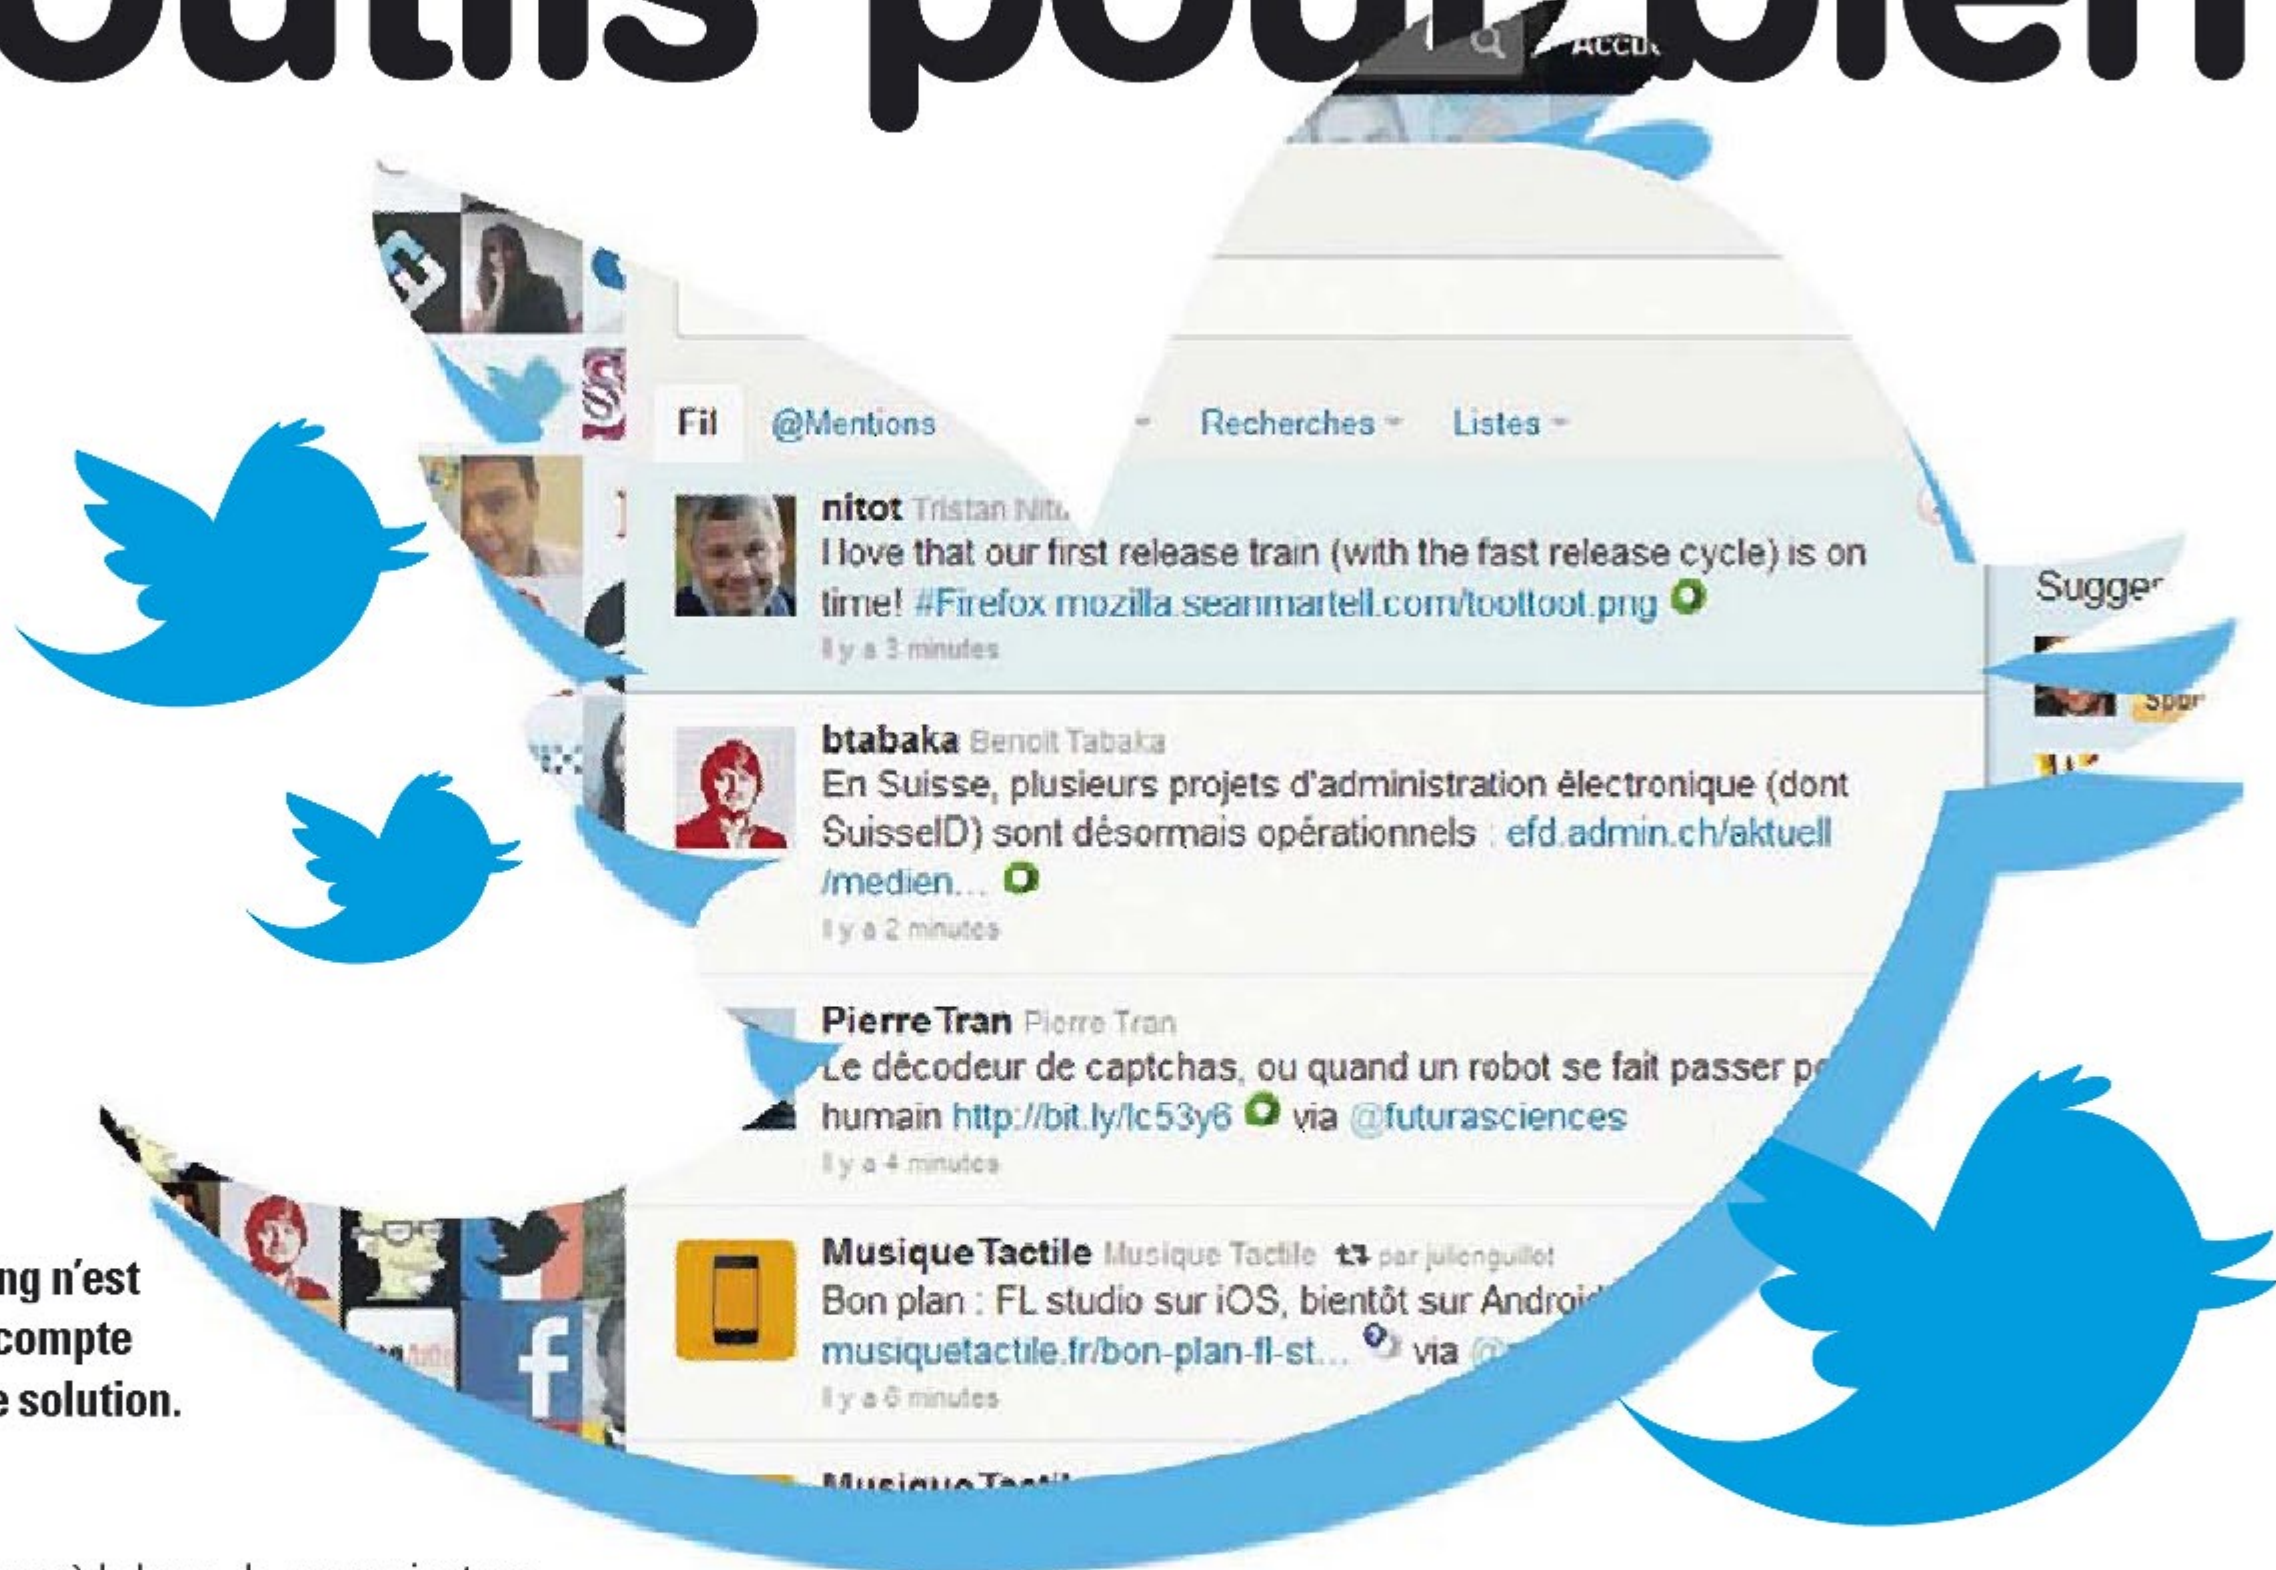 outils pour bien
Fil @Mentions Recherches Listes
nitot Tristan
I love that our first release train (with the fast release cycle) is on
time! #Firefox mozilla.seanmartell.com/toottoot.png
Il y a 3 minutes
Sugge
btabaka Benoit Tabaka
En Suisse, plusieurs projets d'administration électronique (dont
SuisseID) sont désormais opérationnels : efd.admin.ch/aktuell
/medien...
Il y a 2 minutes
PierreTran Pierre Tran
Le décodeur de captchas, ou quand un robot se fait passer
humain http://bit.ly/lc53y6 via @futurasciences
Il y a 4 minutes
MusiqueTactile Musique Tactile par julienguillot
Bon plan : FL studio sur iOS, bientôt sur Android
musiquetactile.fr/bon-plan-fl-st... via
Il y a 6 minutes
ng n'est
compte
e solution.